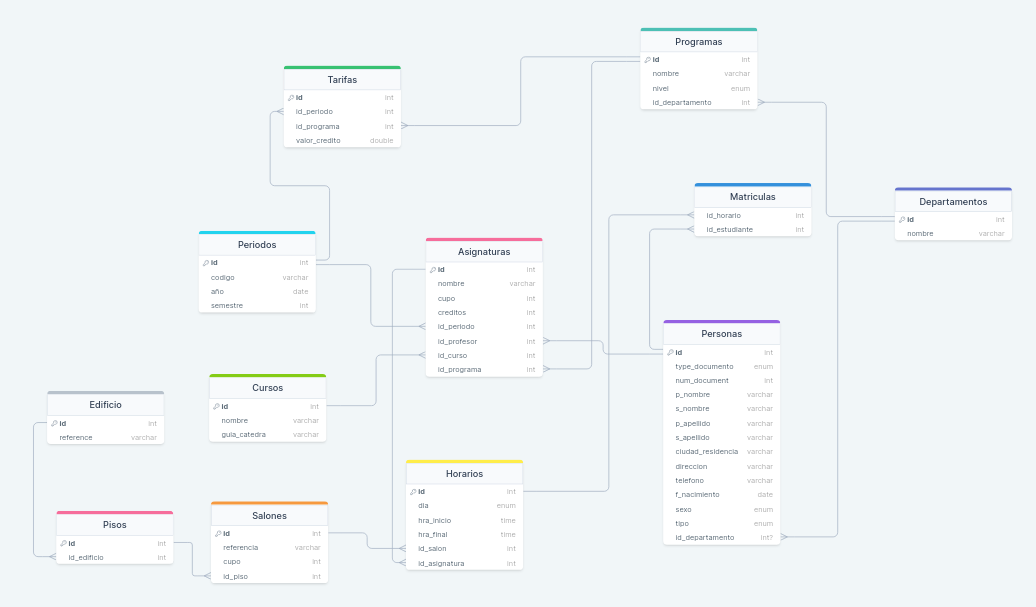 Programas
id int
nombre varchar
nivel enum
id_departamento int
Tarifas
id int
id_periodo int
id_programa int
valor_credito double
Matriculas
id_horario int
id_estudiante int
Departamentos
id int
nombre varchar
Periodos
id int
codigo varchar
año date
semestre int
Asignaturas
id int
nombre varchar
cupo int
creditos int
id_periodo int
id_profesor int
id_curso int
id_programa int
Personas
id int
type_documento enum
num_document int
p_nombre varchar
s_nombre varchar
p_apellido varchar
s_apellido varchar
ciudad_residencia varchar
direccion varchar
telefono varchar
f_nacimiento date
sexo enum
tipo enum
id_departamento int?
Cursos
id int
nombre varchar
guia_catedra varchar
Edificio
id int
reference varchar
Horarios
id int
dia enum
hra_inicio time
hra_final time
id_salon int
id_asignatura int
Salones
id int
referencia varchar
cupo int
id_piso int
Pisos
id int
id_edificio int